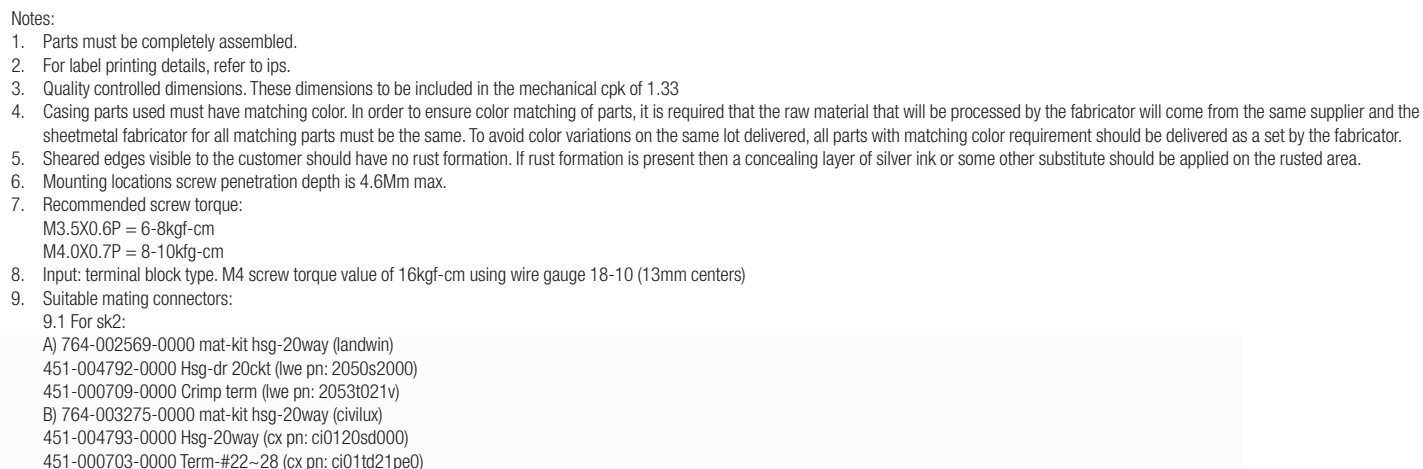 Notes:
1. Parts must be completely assembled.
2. For label printing details, refer to ips.
3. Quality controlled dimensions. These dimensions to be included in the mechanical cpk of 1.33
4. Casing parts used must have matching color. In order to ensure color matching of parts, it is required that the raw material that will be processed by the fabricator will come from the same supplier and the
sheetmetal fabricator for all matching parts must be the same. To avoid color variations on the same lot delivered, all parts with matching color requirement should be delivered as a set by the fabricator.
5. Sheared edges visible to the customer should have no rust formation. If rust formation is present then a concealing layer of silver ink or some other substitute should be applied on the rusted area.
6. Mounting locations screw penetration depth is 4.6Mm max.
7. Recommended screw torque:
M3.5X0.6P = 6-8kgf-cm
M4.0X0.7P = 8-10kfg-cm
8. Input: terminal block type. M4 screw torque value of 16kgf-cm using wire gauge 18-10 (13mm centers)
9. Suitable mating connectors:
9.1 For sk2:
A) 764-002569-0000 mat-kit hsg-20way (landwin)
451-004792-0000 Hsg-dr 20ckt (lwe pn: 2050s2000)
451-000709-0000 Crimp term (lwe pn: 2053t021v)
B) 764-003275-0000 mat-kit hsg-20way (civilux)
451-004793-0000 Hsg-20way (cx pn: ci0120sd000)
451-000703-0000 Term-#22~28 (cx pn: ci01td21pe0)